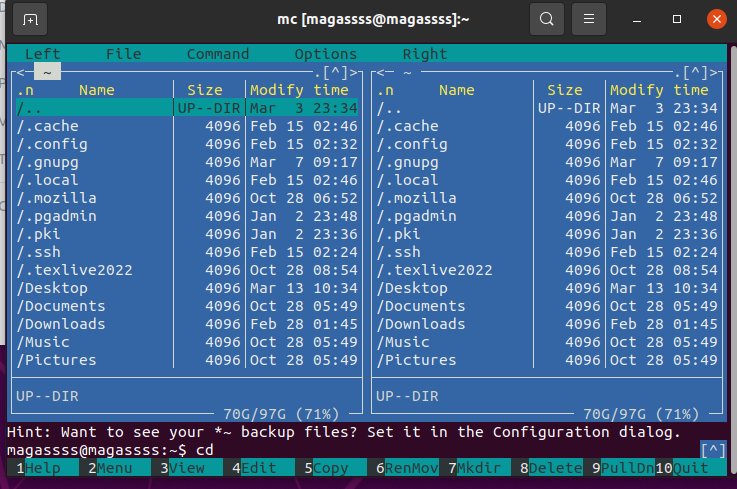 mc [magassss@magassss]:~
Left File Command Options Right
<─ ~ .[^]> <─ ~ .[^]>
.n Name Size Modify time .n Name Size Modify time
/.. UP--DIR Mar 3 23:34 /.. UP--DIR Mar 3 23:34
/.cache 4096 Feb 15 02:46 /.cache 4096 Feb 15 02:46
/.config 4096 Feb 15 02:32 /.config 4096 Feb 15 02:32
/.gnupg 4096 Mar 7 09:17 /.gnupg 4096 Mar 7 09:17
/.local 4096 Feb 15 02:46 /.local 4096 Feb 15 02:46
/.mozilla 4096 Oct 28 06:52 /.mozilla 4096 Oct 28 06:52
/.pgadmin 4096 Jan 2 23:48 /.pgadmin 4096 Jan 2 23:48
/.pki 4096 Jan 2 23:36 /.pki 4096 Jan 2 23:36
/.ssh 4096 Feb 15 02:24 /.ssh 4096 Feb 15 02:24
/.texlive2022 4096 Oct 28 08:54 /.texlive2022 4096 Oct 28 08:54
/Desktop 4096 Mar 13 10:34 /Desktop 4096 Mar 13 10:34
/Documents 4096 Oct 28 05:49 /Documents 4096 Oct 28 05:49
/Downloads 4096 Feb 28 01:45 /Downloads 4096 Feb 28 01:45
/Music 4096 Oct 28 05:49 /Music 4096 Oct 28 05:49
/Pictures 4096 Oct 28 05:49 /Pictures 4096 Oct 28 05:49
UP--DIR UP--DIR
70G/97G (71%) 70G/97G (71%)
Hint: Want to see your *~ backup files? Set it in the Configuration dialog.
magassss@magassss:~$ cd [^]
1Help 2Menu 3View 4Edit 5Copy 6RenMov 7Mkdir 8Delete 9PullDn 10Quit